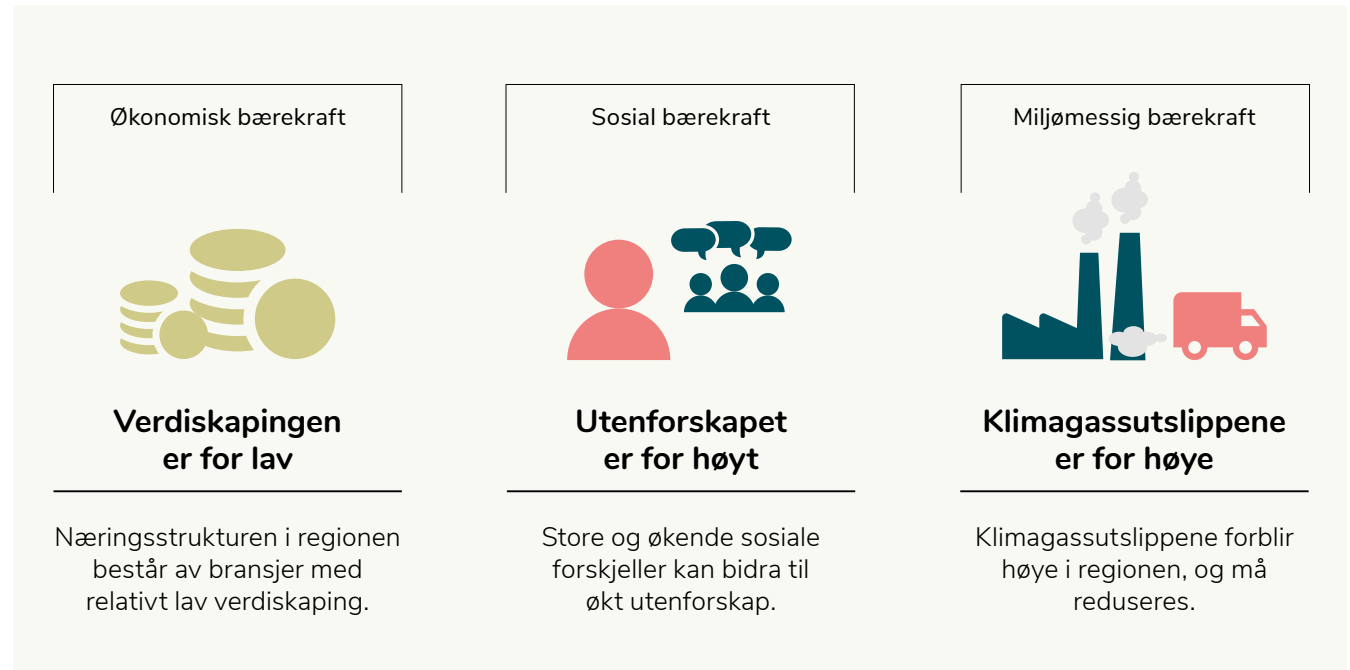 Økonomisk bærekraft
Verdiskapingen
er for lav
Næringsstrukturen i regionen
består av bransjer med
relativt lav verdiskaping.
Sosial bærekraft
Utenforskapet
er for høyt
Store og økende sosiale
forskjeller kan bidra til
økt utenforskap.
Miljømessig bærekraft
Klimagassutslippene
er for høye
Klimagassutslippene forblir
høye i regionen, og må
reduseres.